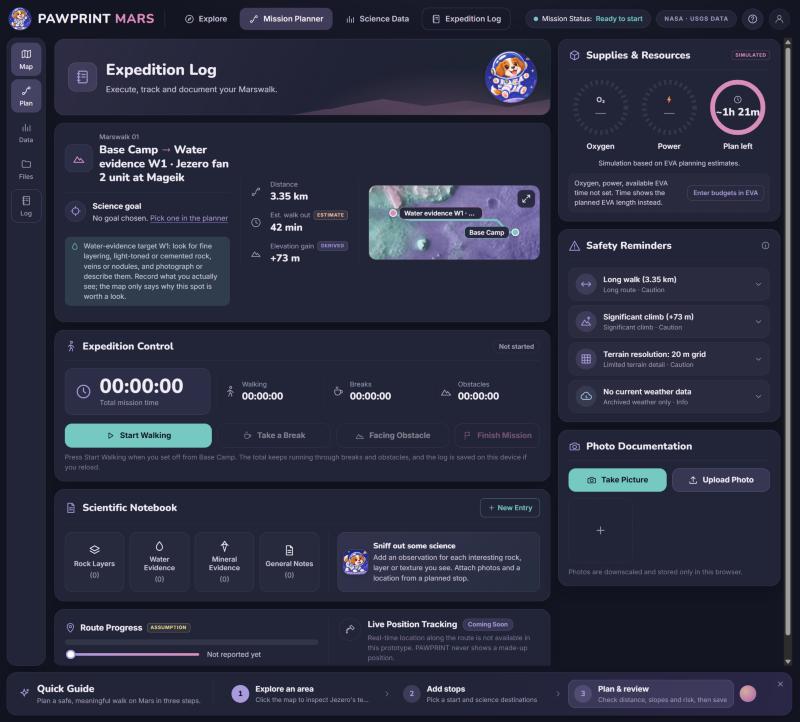 PAWPRINT MARS
Explore
Mission Planner
Science Data
Expedition Log
Mission Status: Ready to start
NASA · USGS DATA
Map
Plan
Data
Files
Log
Expedition Log
Execute, track and document your Marswalk.
Marswalk 01
Base Camp → Water
evidence W1 · Jezero fan
2 unit at Mageik
Science goal
No goal chosen. Pick one in the planner
Water-evidence target W1: look for fine
layering, light-toned or cemented rock,
veins or nodules, and photograph or
describe them. Record what you actually
see; the map only says why this spot is
worth a look.
Distance
3.35 km
Est. walk out ESTIMATE
42 min
Elevation gain DERIVED
+73 m
Water evidence W1 · ...
Base Camp
Expedition Control
Not started
00:00:00
Total mission time
Walking
00:00:00
Breaks
00:00:00
Obstacles
00:00:00
Start Walking
Take a Break
Facing Obstacle
Finish Mission
Press Start Walking when you set off from Base Camp. The total keeps running through breaks and obstacles, and the log is saved on this device if
you reload.
Scientific Notebook
+ New Entry
Rock Layers
(0)
Water
Evidence
(0)
Mineral
Evidence
(0)
General Notes
(0)
Sniff out some science
Add an observation for each interesting rock,
layer or texture you see. Attach photos and a
location from a planned stop.
Route Progress ASSUMPTION
Not reported yet
Live Position Tracking Coming Soon
Real-time location along the route is not available in
this prototype. PAWPRINT never shows a made-up
position.
Supplies & Resources
SIMULATED
O₂
—
Oxygen
—
Power
~1h 21m
Plan left
Simulation based on EVA planning estimates.
Oxygen, power, available EVA
time not set. Time shows the
planned EVA length instead.
Enter budgets in EVA
Safety Reminders
Long walk (3.35 km)
Long route · Caution
Significant climb (+73 m)
Significant climb · Caution
Terrain resolution: 20 m grid
Limited terrain detail · Caution
No current weather data
Archived weather only · Info
Photo Documentation
Take Picture
Upload Photo
+
Photos are downscaled and stored only in this browser.
Quick Guide
Plan a safe, meaningful walk on Mars in three steps.
1
Explore an area
Click the map to inspect Jezero's te...
2
Add stops
Pick a start and science destinations
3
Plan & review
Check distance, slopes and risk, then save